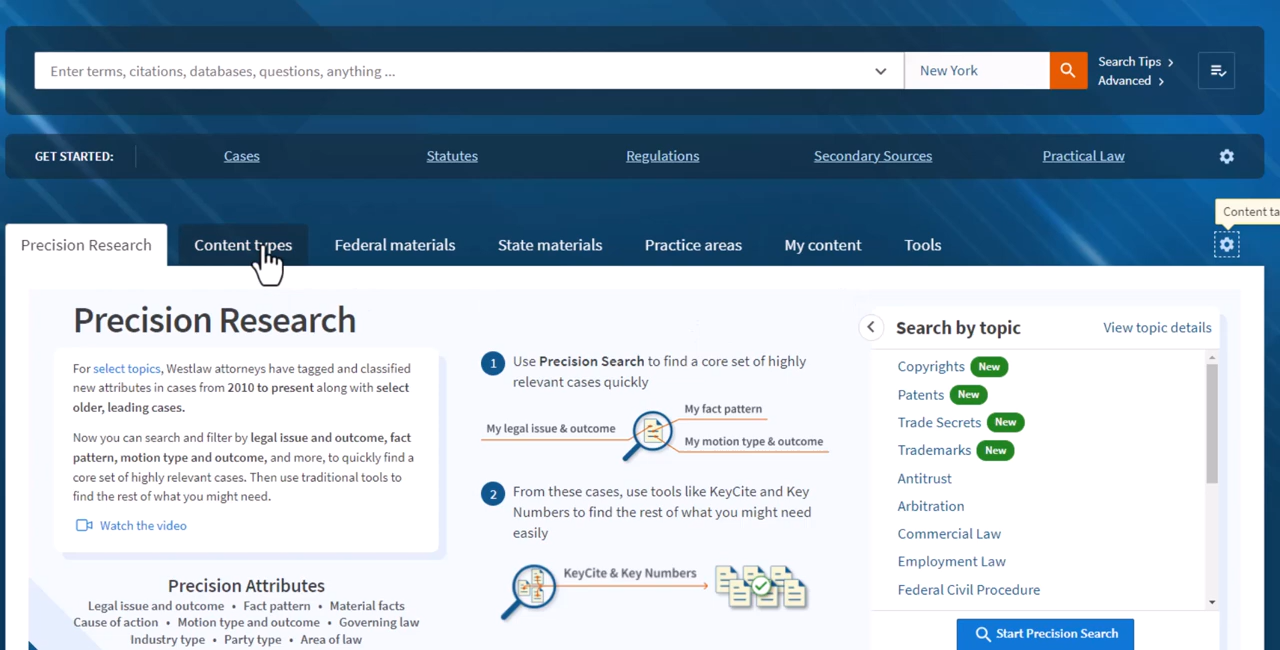 Enter terms, citations, databases, questions, anything ...
New York
Search Tips
Advanced
GET STARTED:
Cases
Statutes
Regulations
Secondary Sources
Practical Law
Content ta
Precision Research
Content types
Federal materials
State materials
Practice areas
My content
Tools
Precision Research
For select topics, Westlaw attorneys have tagged and classified
new attributes in cases from 2010 to present along with select
older, leading cases.
Now you can search and filter by legal issue and outcome, fact
pattern, motion type and outcome, and more, to quickly find a
core set of highly relevant cases. Then use traditional tools to
find the rest of what you might need.
Watch the video
Precision Attributes
Legal issue and outcome • Fact pattern • Material facts
Cause of action • Motion type and outcome • Governing law
Industry type • Party type • Area of law
1 Use Precision Search to find a core set of highly
relevant cases quickly
My fact pattern
My legal issue & outcome
My motion type & outcome
2 From these cases, use tools like KeyCite and Key
Numbers to find the rest of what you might need
easily
KeyCite & Key Numbers
Search by topic
View topic details
Copyrights New
Patents New
Trade Secrets New
Trademarks New
Antitrust
Arbitration
Commercial Law
Employment Law
Federal Civil Procedure
Start Precision Search